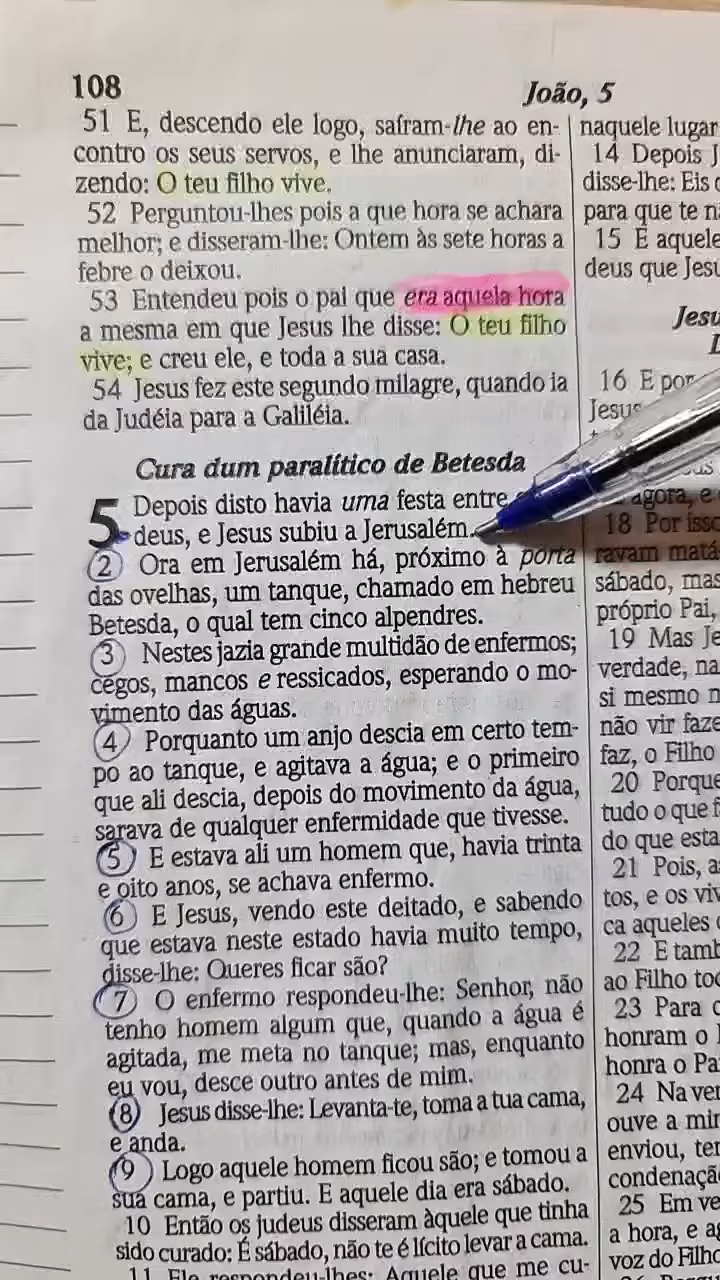 108
João, 5
51 E, descendo ele logo, saíram-lhe ao en-
contro os seus servos, e lhe anunciaram, di-
zendo: O teu filho vive.
52 Perguntou-lhes pois a que hora se achara
melhor; e disseram-lhe: Ontem às sete horas a
febre o deixou.
53 Entendeu pois o pai que era aquela hora
a mesma em que Jesus lhe disse: O teu filho
vive; e creu ele, e toda a sua casa.
54 Jesus fez este segundo milagre, quando ia
da Judéia para a Galiléia.
Cura dum paralítico de Betesda
5 Depois disto havia uma festa entre
deus, e Jesus subiu a Jerusalém.
2 Ora em Jerusalém há, próximo à porta
das ovelhas, um tanque, chamado em hebreu
Betesda, o qual tem cinco alpendres.
3 Nestes jazia grande multidão de enfermos;
cegos, mancos e ressicados, esperando o mo-
vimento das águas.
4 Porquanto um anjo descia em certo tem-
po ao tanque, e agitava a água; e o primeiro
que ali descia, depois do movimento da água,
sarava de qualquer enfermidade que tivesse.
5 E estava ali um homem que, havia trinta
e oito anos, se achava enfermo.
6 E Jesus, vendo este deitado, e sabendo
que estava neste estado havia muito tempo,
disse-lhe: Queres ficar são?
7 O enfermo respondeu-lhe: Senhor, não
tenho homem algum que, quando a água é
agitada, me meta no tanque; mas, enquanto
eu vou, desce outro antes de mim.
8 Jesus disse-lhe: Levanta-te, toma a tua cama,
e anda.
9 Logo aquele homem ficou são; e tomou a
sua cama, e partiu. E aquele dia era sábado.
10 Então os judeus disseram àquele que tinha
sido curado: É sábado, não te é lícito levar a cama.
11 Ele respondeu-lhes: Aquele que me cu-
naquele lugar
14 Depois J
disse-lhe: Eis
para que te
15 E aquele
deus que Jesu
Jesu
16 E por
Jesus
agora, e
18 Por isso
ravam matá
sábado, mas
próprio Pai,
19 Mas Je
verdade, na
si mesmo
não vir faze
faz, o Filho
20 Porque
tudo o que f
do que esta
21 Pois, a
tos, e os viv
ca aqueles
22 E tamb
ao Filho to
23 Para
honram o
honra o Pa
24 Na ver
ouve a mi
enviou, te
condenaçã
25 Em ve
a hora, e a
voz do Filho